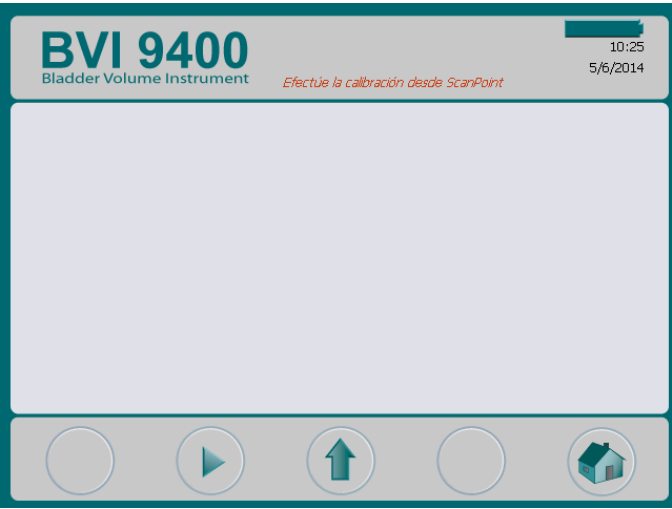 BVI 9400
Bladder Volume Instrument
Efectúe la calibración desde ScanPoint
10:25
5/6/2014